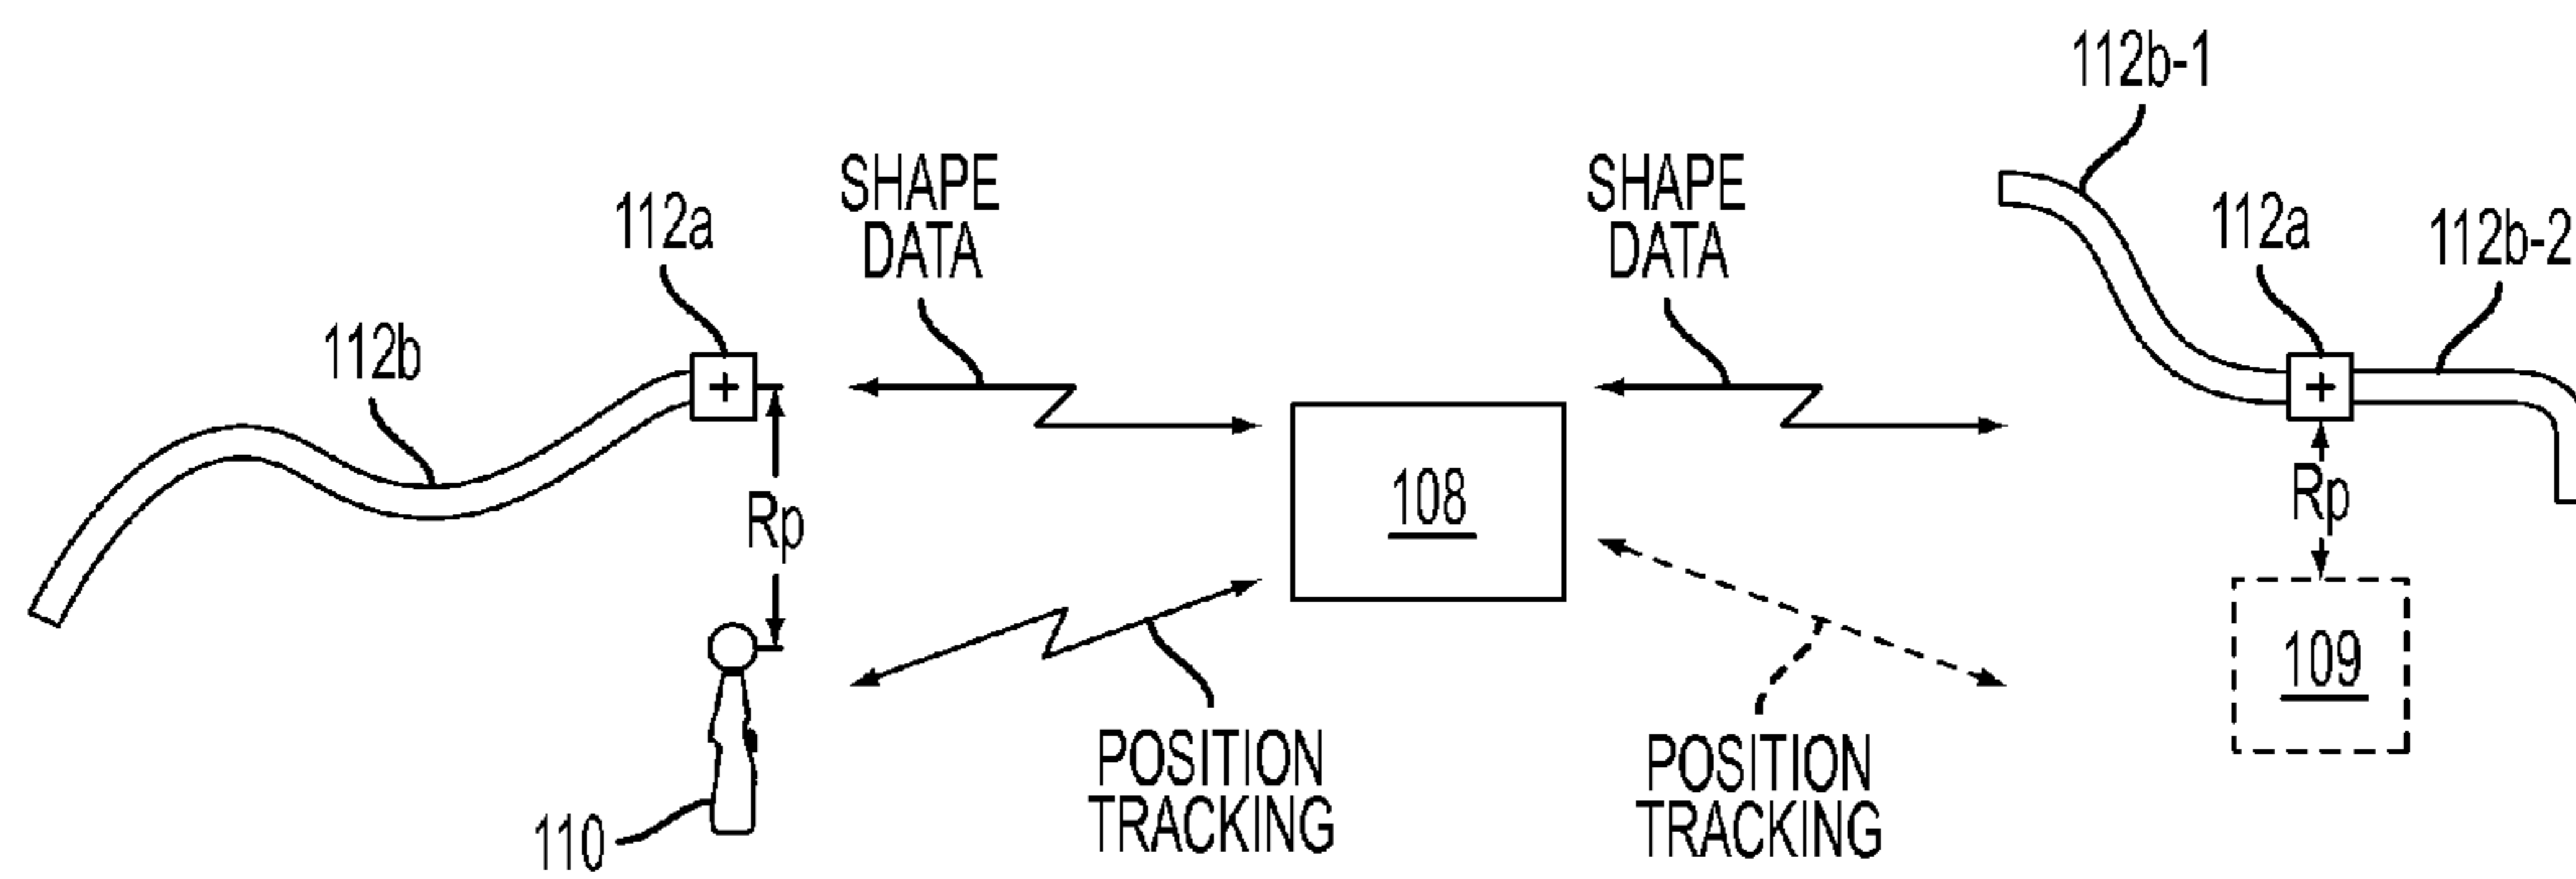 112b-1
SHAPE
DATA
SHAPE
DATA
112a
112a
112b-2
112b
+
+
Rp
108
Rp
109
POSITION
TRACKING
POSITION
TRACKING
110